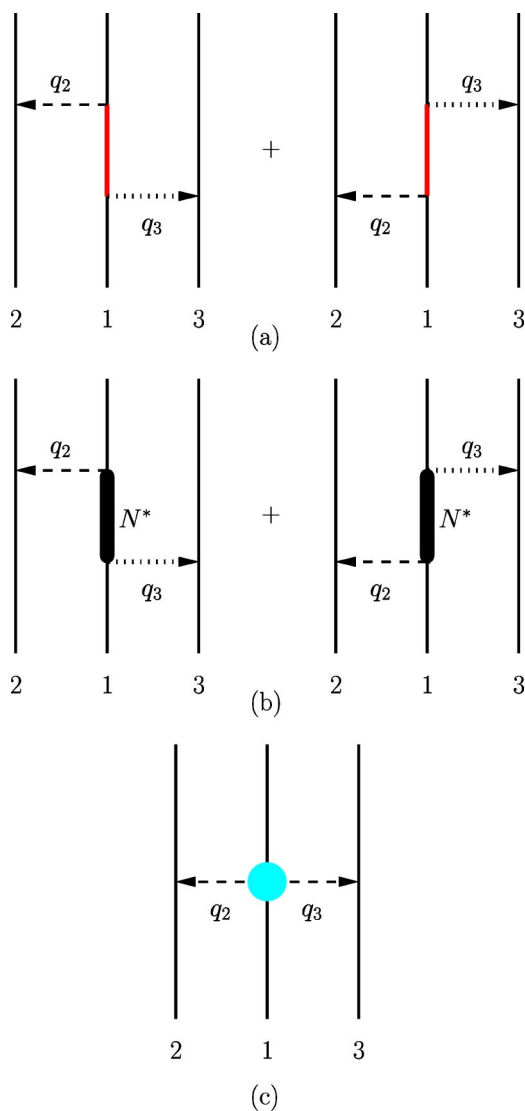 q₂ q₃
+
q₃ q₂
2 1 3 2 1 3
(a)
q₂ q₃
N* + N*
q₃ q₂
2 1 3 2 1 3
(b)
q₂ q₃
2 1 3
(c)